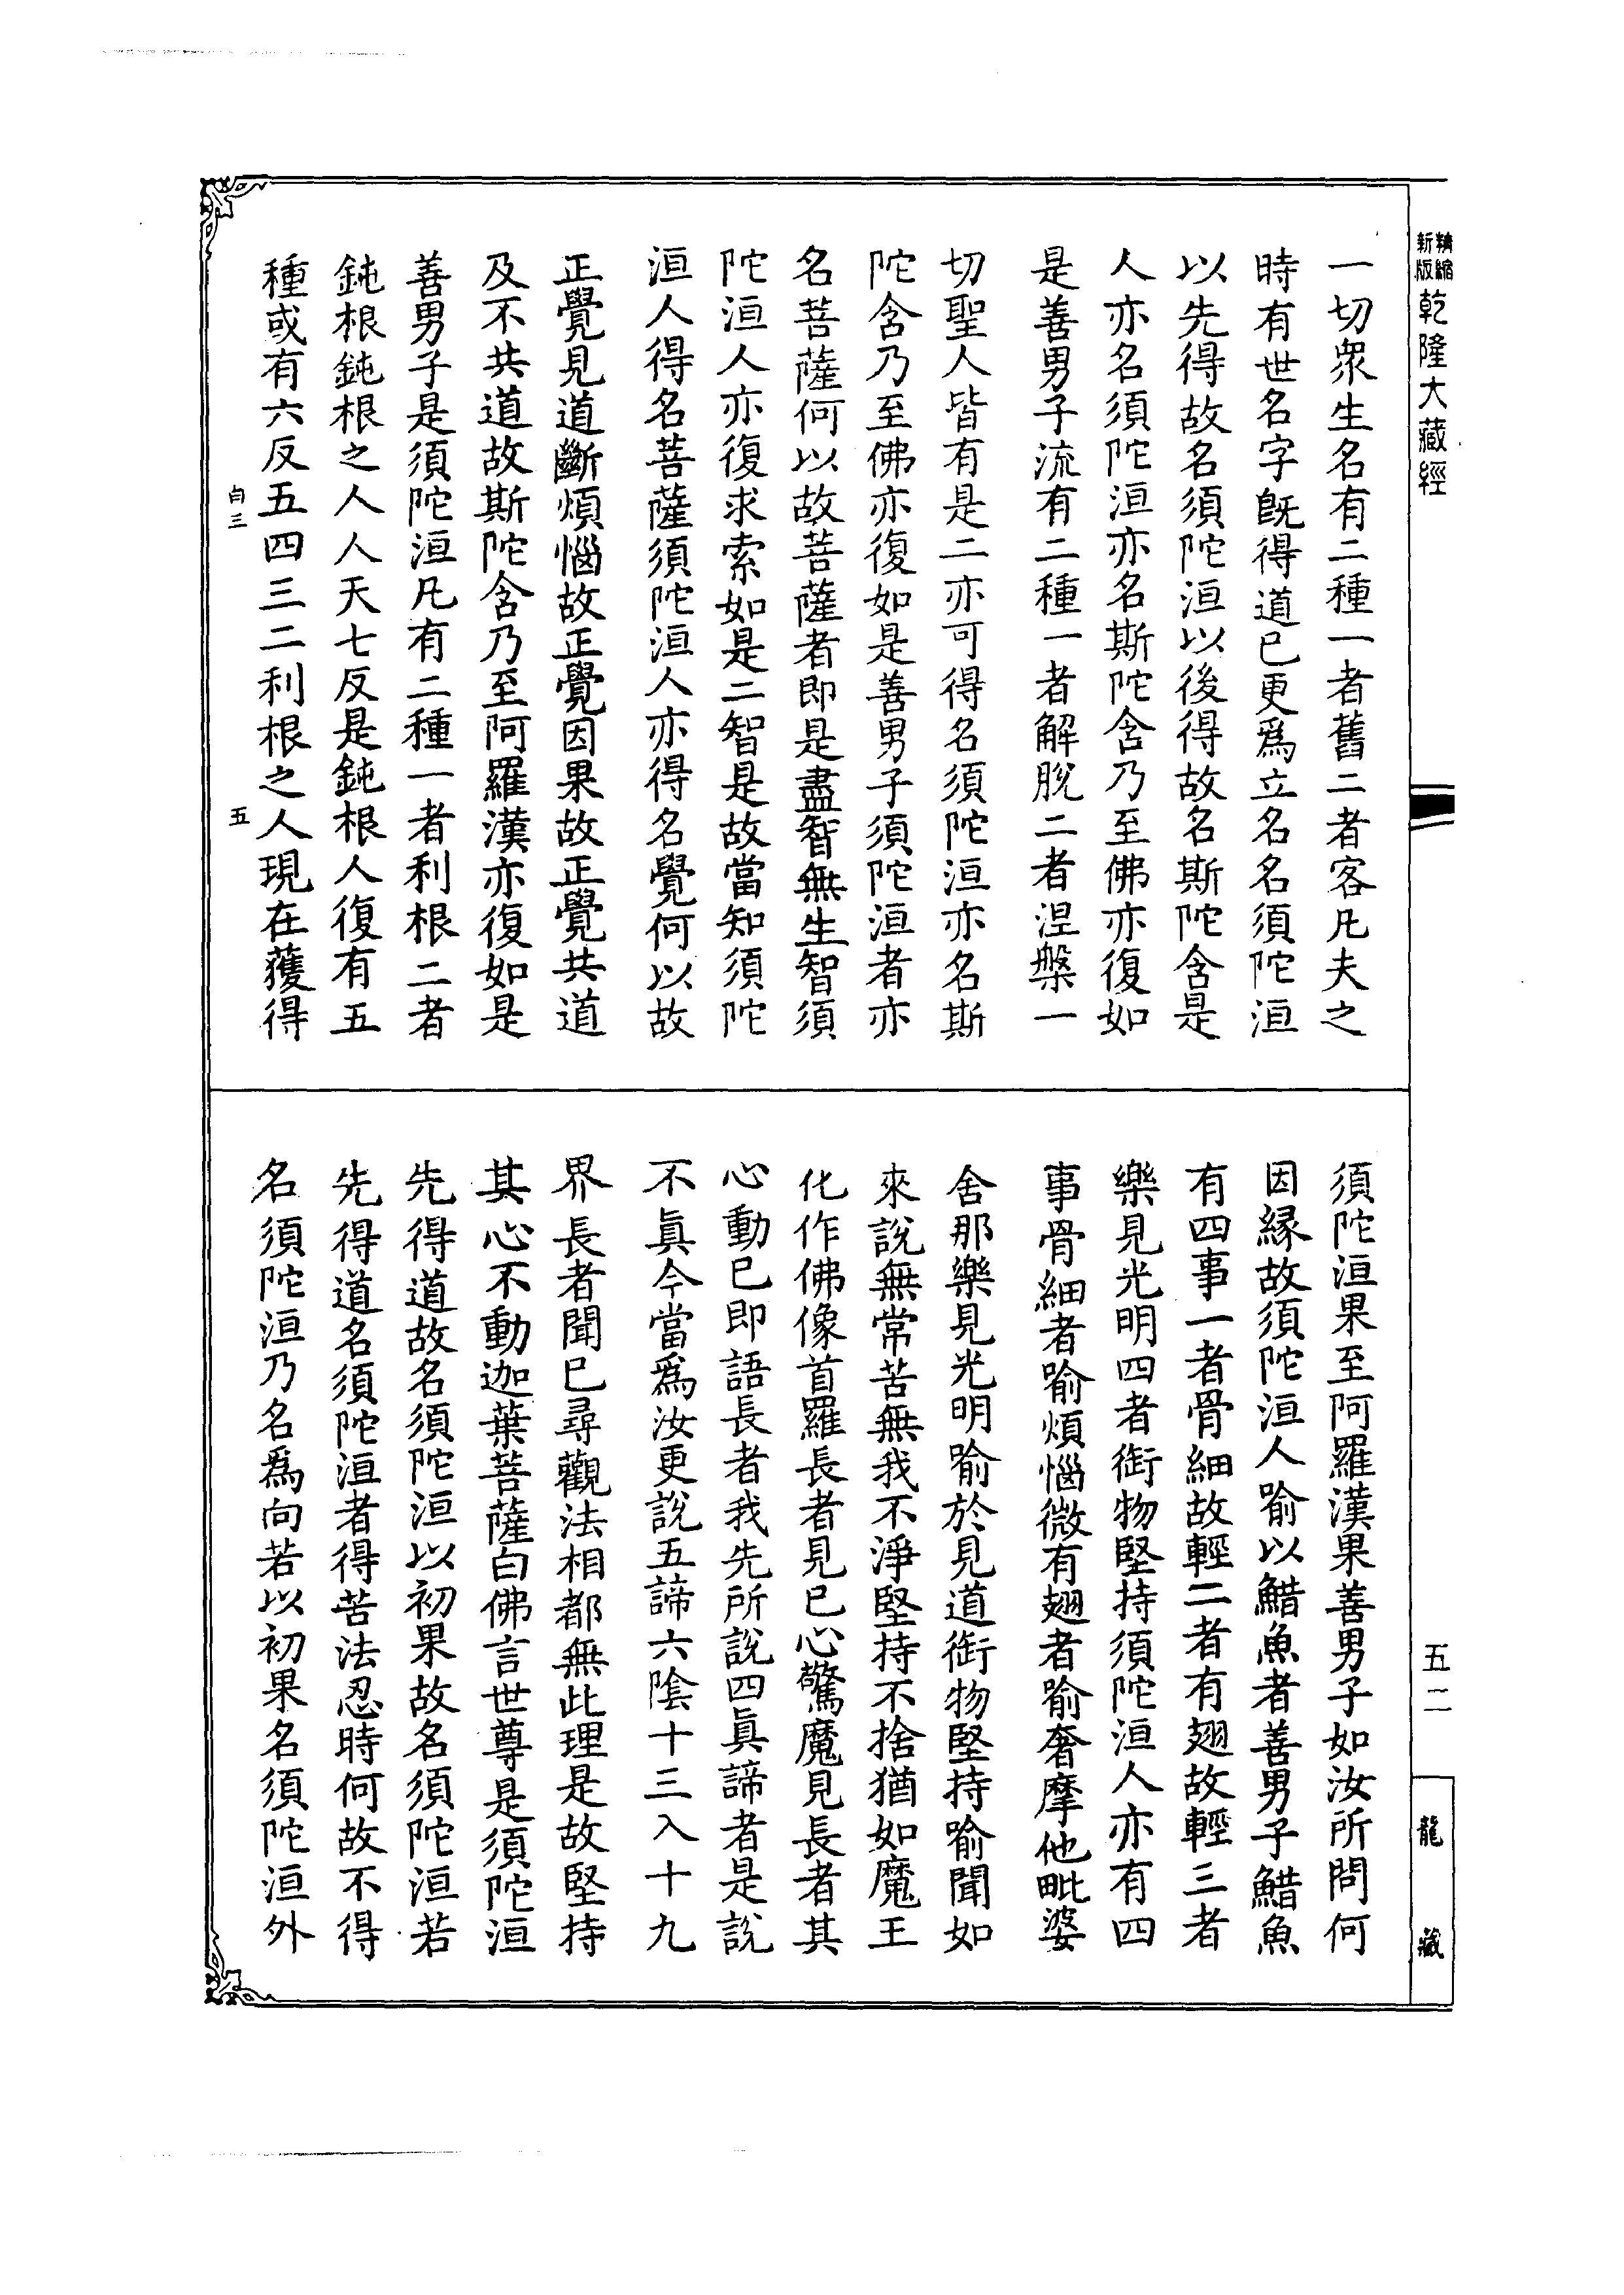 精縮
新版
乾隆大藏經
一切衆生名有二種一者舊二者客凡夫之
時有世名字旣得道已更爲立名名須陀洹
以先得故名須陀洹以後得故名斯陀含是
人亦名須陀洹亦名斯陀含乃至佛亦復如
是善男子流有二種一者解脫二者涅槃一
切聖人皆有是二亦可得名須陀洹亦名斯
陀含乃至佛亦復如是善男子須陀洹者亦
名菩薩何以故菩薩者即是盡智無生智須
陀洹人亦復求索如是二智是故當知須陀
洹人得名菩薩須陀洹人亦得名覺何以故
正覺見道斷煩惱故正覺因果故正覺共道
及不共道故斯陀含乃至阿羅漢亦復如是
善男子是須陀洹凡有二種一者利根二者
鈍根鈍根之人人天七反是鈍根人復有五
種或有六反五四三二利根之人現在獲得
白三
五
須陀洹果至阿羅漢果善男子如汝所問何
因緣故須陀洹人喻以䱜魚者善男子䱜魚
有四事一者骨細故輕二者有翅故輕三者
樂見光明四者銜物堅持須陀洹人亦有四
事骨細者喻煩惱微有翅者喻奢摩他毗婆
舍那樂見光明喻於見道銜物堅持喻聞如
來說無常苦無我不淨堅持不捨猶如魔王
化作佛像首羅長者見已心驚魔見長者其
心動已即語長者我先所說四眞諦者是說
不眞今當爲汝更說五諦六陰十三入十九
界長者聞已尋觀法相都無此理是故堅持
其心不動迦葉菩薩白佛言世尊是須陀洹
先得道故名須陀洹以初果故名須陀洹若
先得道名須陀洹者得苦法忍時何故不得
名須陀洹乃名爲向若以初果名須陀洹外
五二
龍藏